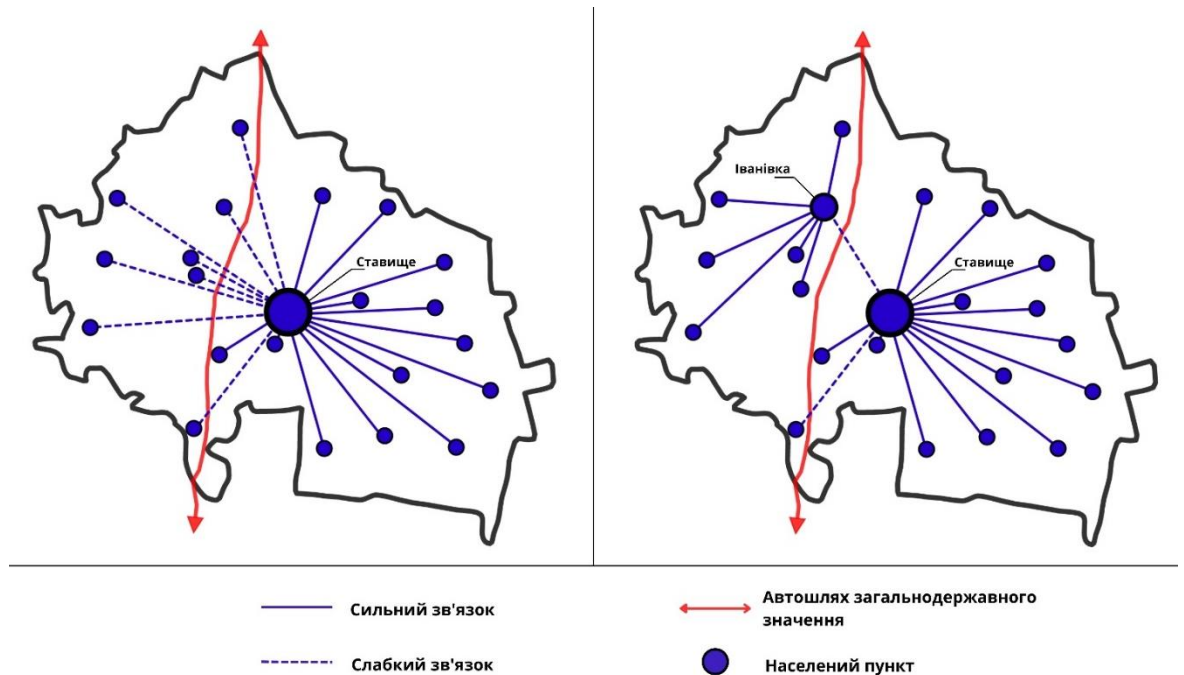 Ставище
Іванівка
Ставище
Сильний зв'язок
Слабкий зв'язок
Автошлях загальнодержавного
значення
Населений пункт